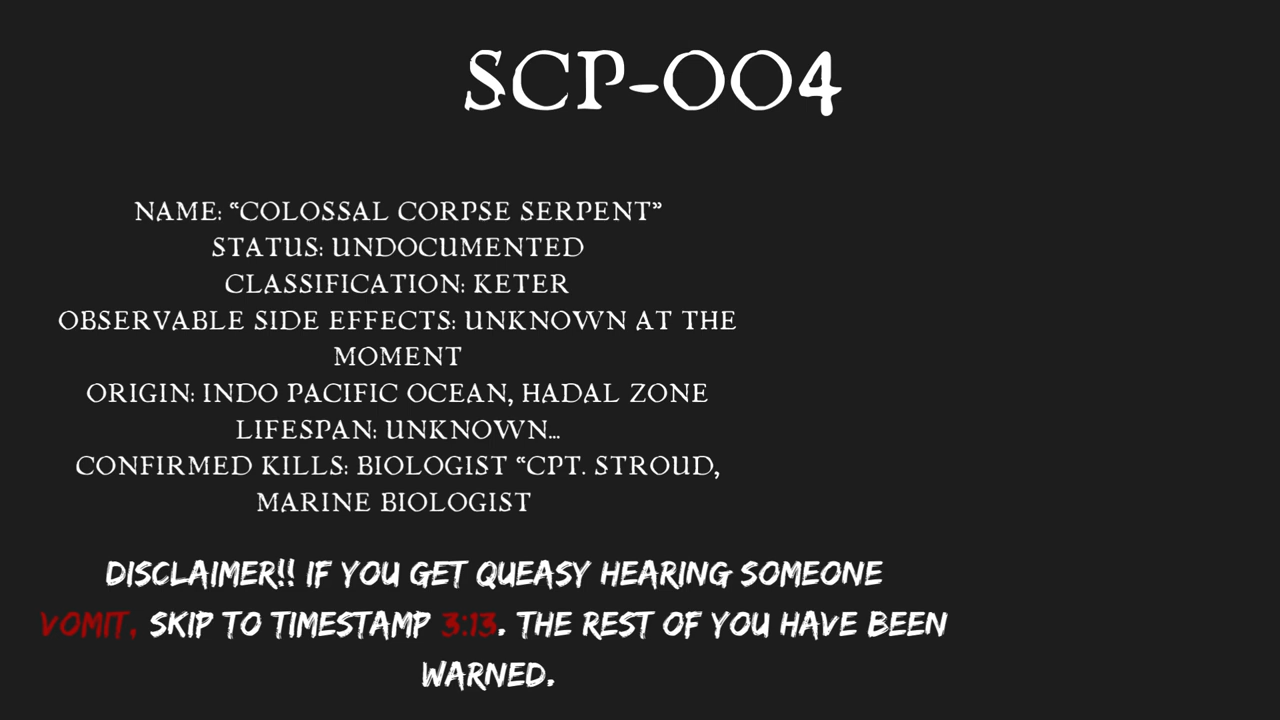 SCP-004
NAME: “COLOSSAL CORPSE SERPENT”
STATUS: UNDOCUMENTED
CLASSIFICATION: KETER
OBSERVABLE SIDE EFFECTS: UNKNOWN AT THE
MOMENT
ORIGIN: INDO PACIFIC OCEAN, HADAL ZONE
LIFESPAN: UNKNOWN...
CONFIRMED KILLS: BIOLOGIST “CPT. STROUD,
MARINE BIOLOGIST
DISCLAIMER!! IF YOU GET QUEASY HEARING SOMEONE
VOMIT, SKIP TO TIMESTAMP 3:13. THE REST OF YOU HAVE BEEN
WARNED.